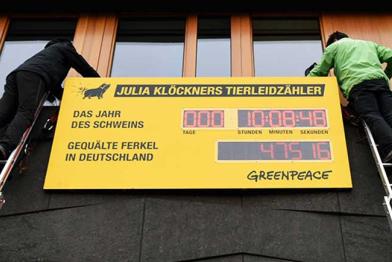 JULIA KLÖCKNERS TIERLEIDZÄHLER
DAS JAHR DES SCHWEINS
000 10:08:48
TAGE STUNDEN MINUTEN SEKUNDEN
GEQUÄLTE FERKEL IN DEUTSCHLAND
47516
GREENPEACE